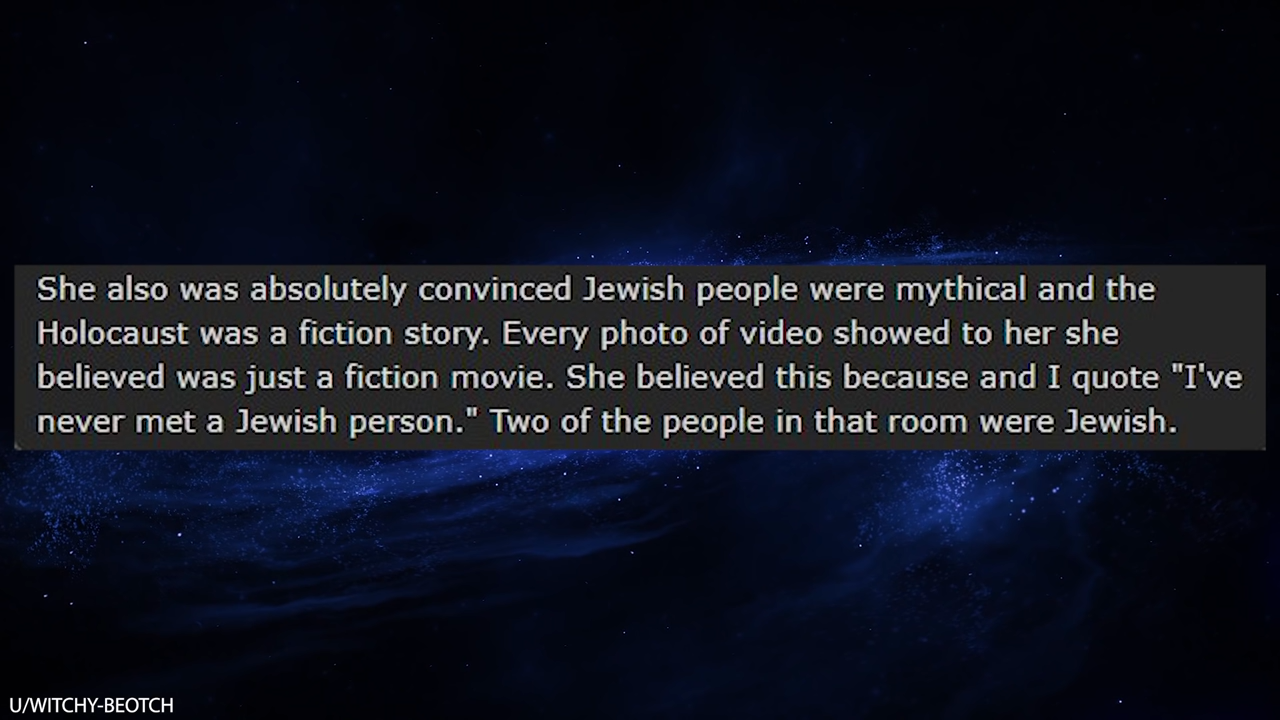 She also was absolutely convinced Jewish people were mythical and the
Holocaust was a fiction story. Every photo of video showed to her she
believed was just a fiction movie. She believed this because and I quote "I've
never met a Jewish person." Two of the people in that room were Jewish.
U/WITCHY-BEOTCH